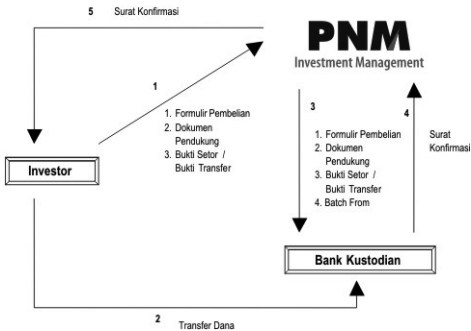 5 Surat Konfirmasi
PNM
Investment Management
1
1. Formulir Pembelian
2. Dokumen
Pendukung
3. Bukti Setor /
Bukti Transfer
3
1. Formulir Pembelian
2. Dokumen
Pendukung
3. Bukti Setor /
Bukti Transfer
4. Batch From
4
Surat
Konfirmasi
Investor
Bank Kustodian
2
Transfer Dana